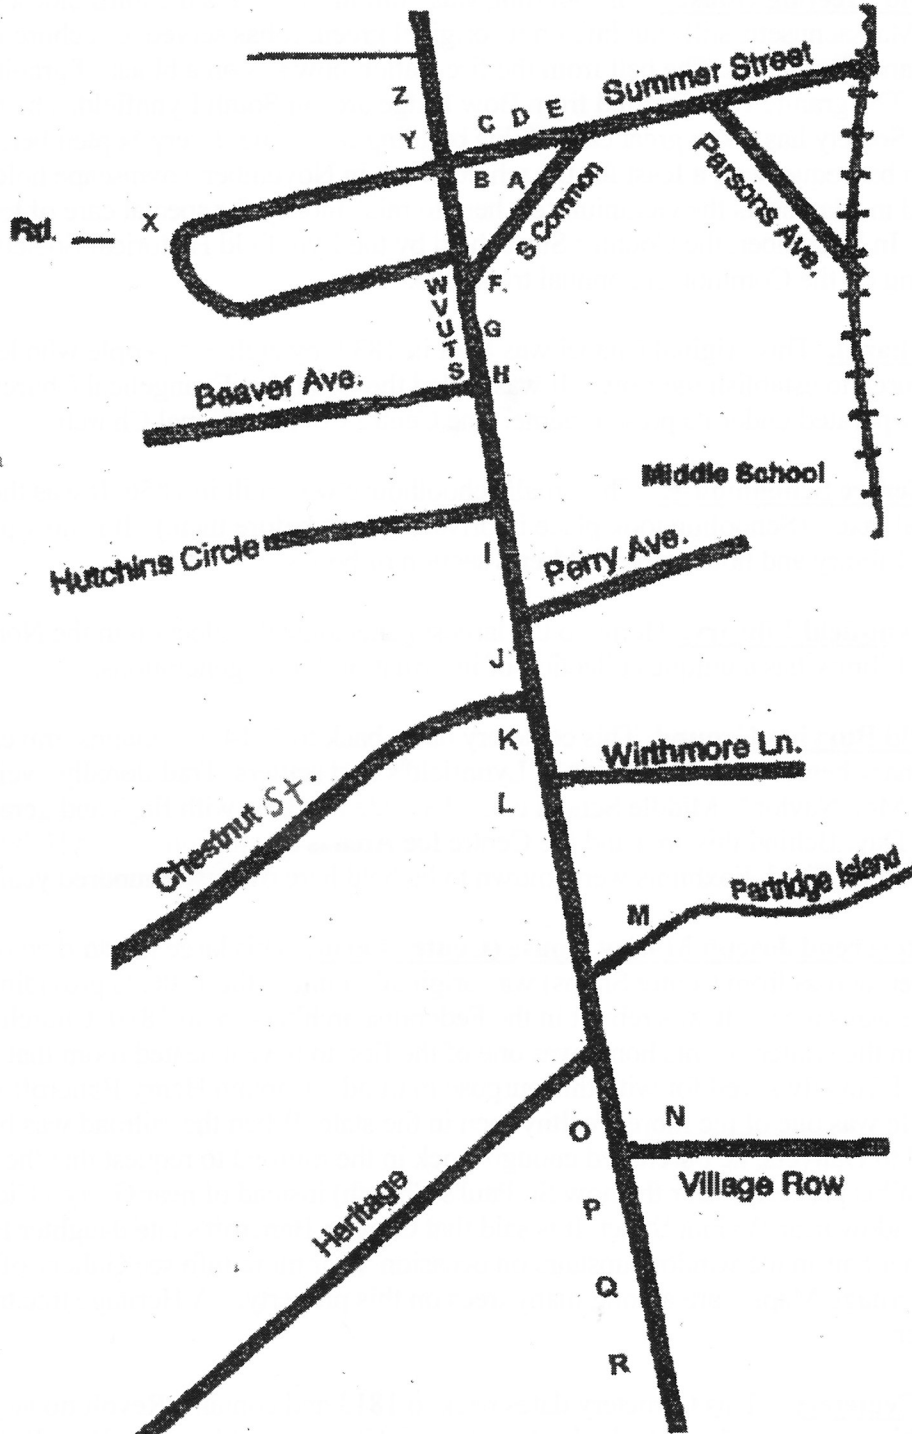 Z
Summer Street
C D E
Y
B A
S Common
Parsons Ave.
X
Rd.
W
F
V
U
G
T
S
H
Beaver Ave.
Middle School
Hutchins Circle
I
Perry Ave.
J
K
Wirthmore Ln.
Chestnut St.
L
Partridge Island
M
N
O
Village Row
Heritage
P
Q
R